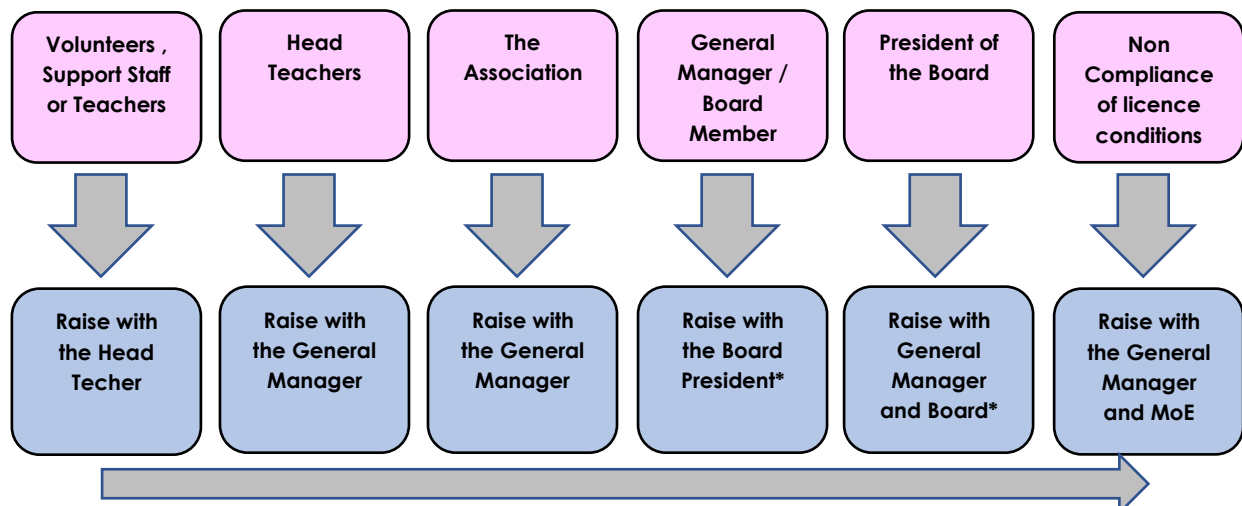 Volunteers ,
Support Staff
or Teachers
Head
Teachers
The
Association
General
Manager /
Board
Member
President of
the Board
Non
Compliance
of licence
conditions
Raise with
the Head
Techer
Raise with
the General
Manager
Raise with
the General
Manager
Raise with
the Board
President*
Raise with
General
Manager
and Board*
Raise with
the General
Manager
and MoE